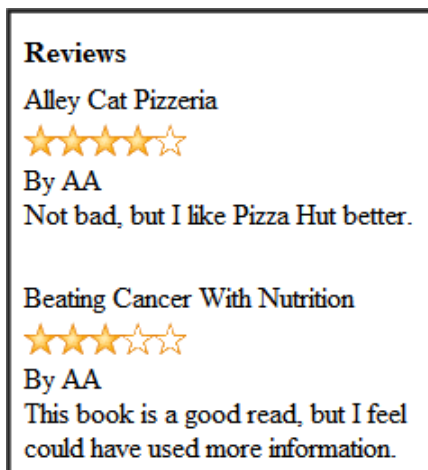 Reviews
Alley Cat Pizzeria
By AA
Not bad, but I like Pizza Hut better.
Beating Cancer With Nutrition
By AA
This book is a good read, but I feel
could have used more information.